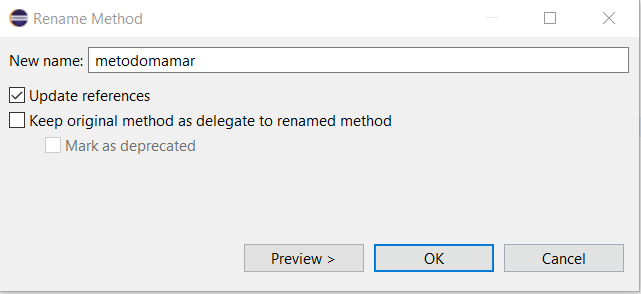 Rename Method
New name: metodomamar
Update references
Keep original method as delegate to renamed method
Mark as deprecated
Preview > OK Cancel